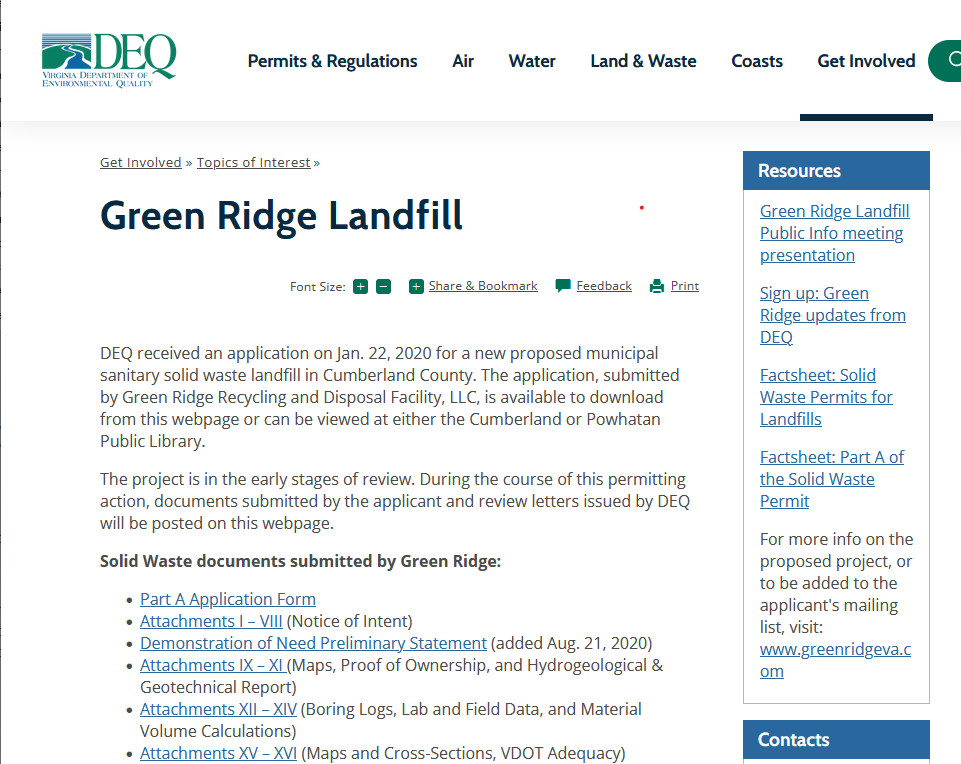 DEQ
VIRGINIA DEPARTMENT OF
ENVIRONMENTAL QUALITY
Permits & Regulations
Air
Water
Land & Waste
Coasts
Get Involved
Get Involved » Topics of Interest »
Green Ridge Landfill
Font Size: + − + Share & Bookmark Feedback Print
DEQ received an application on Jan. 22, 2020 for a new proposed municipal
sanitary solid waste landfill in Cumberland County. The application, submitted
by Green Ridge Recycling and Disposal Facility, LLC, is available to download
from this webpage or can be viewed at either the Cumberland or Powhatan
Public Library.
The project is in the early stages of review. During the course of this permitting
action, documents submitted by the applicant and review letters issued by DEQ
will be posted on this webpage.
Solid Waste documents submitted by Green Ridge:
• Part A Application Form
• Attachments I – VIII (Notice of Intent)
• Demonstration of Need Preliminary Statement (added Aug. 21, 2020)
• Attachments IX – XI (Maps, Proof of Ownership, and Hydrogeological &
Geotechnical Report)
• Attachments XII – XIV (Boring Logs, Lab and Field Data, and Material
Volume Calculations)
• Attachments XV – XVI (Maps and Cross-Sections, VDOT Adequacy)
Resources
Green Ridge Landfill
Public Info meeting
presentation
Sign up: Green
Ridge updates from
DEQ
Factsheet: Solid
Waste Permits for
Landfills
Factsheet: Part A of
the Solid Waste
Permit
For more info on the
proposed project, or
to be added to the
applicant's mailing
list, visit:
www.greenridgeva.c
om
Contacts